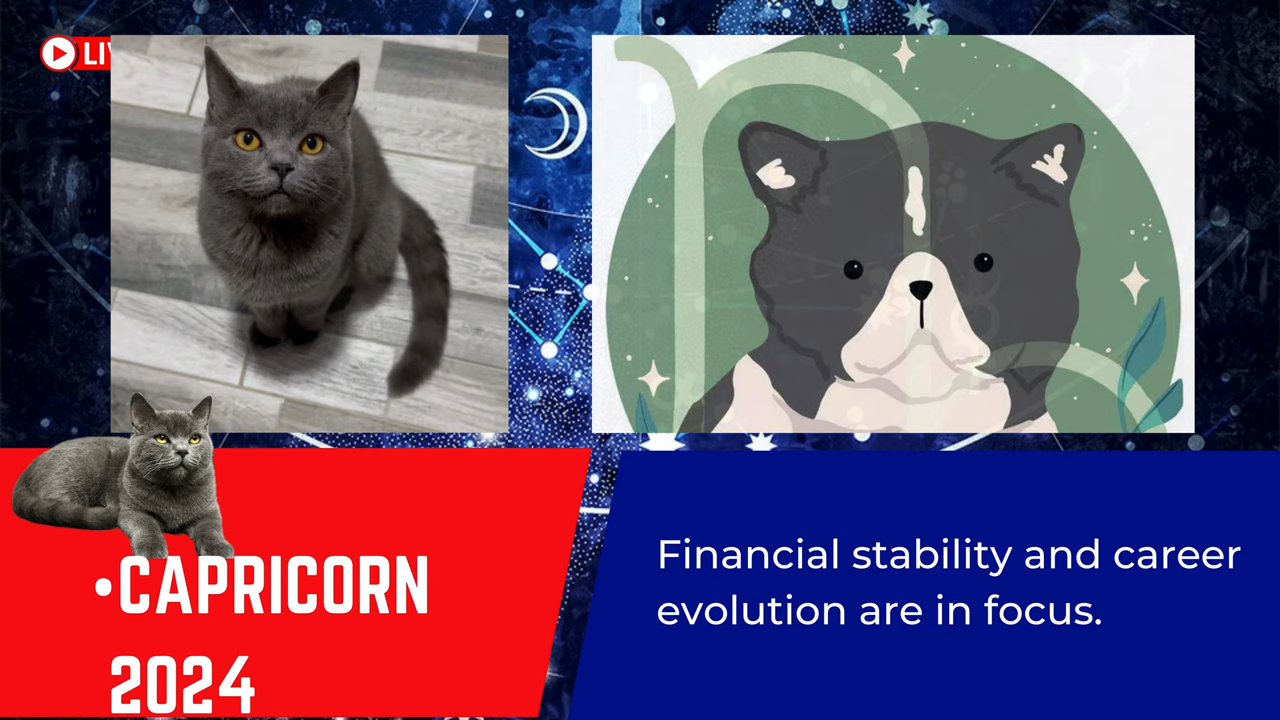 •CAPRICORN
2024
Financial stability and career
evolution are in focus.